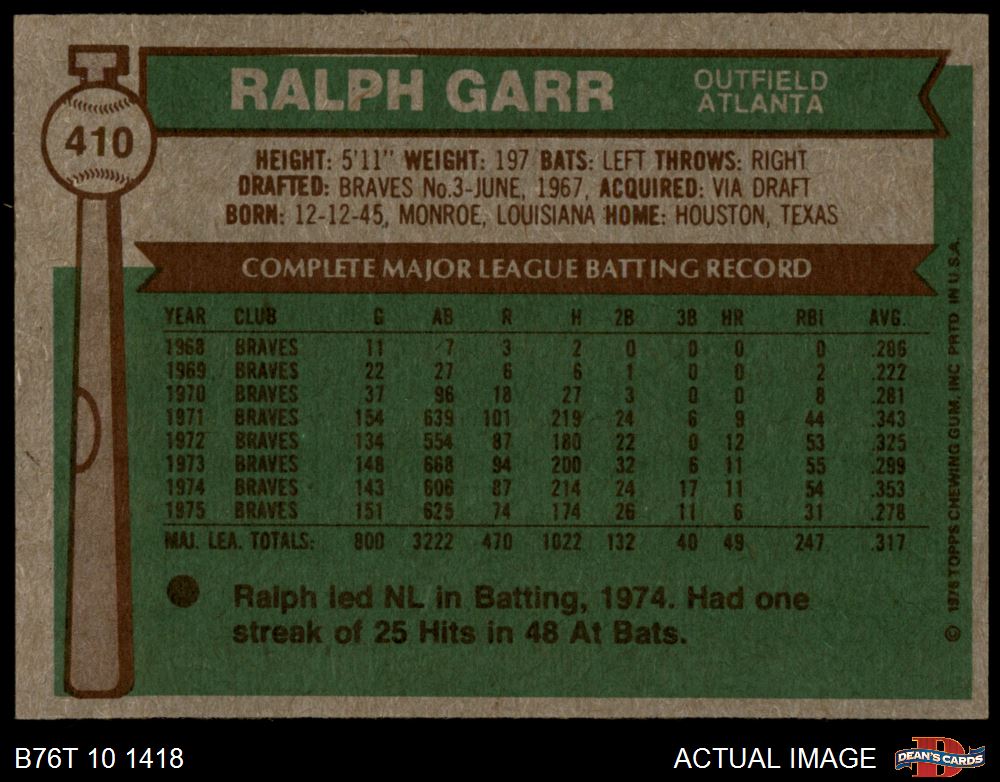 RALPH GARR
OUTFIELD
ATLANTA
410
HEIGHT: 5'11" WEIGHT: 197 BATS: LEFT THROWS: RIGHT
DRAFTED: BRAVES No.3-JUNE, 1967, ACQUIRED: VIA DRAFT
BORN: 12-12-45, MONROE, LOUISIANA HOME: HOUSTON, TEXAS
COMPLETE MAJOR LEAGUE BATTING RECORD
YEAR CLUB G AB R H 2B 3B HR RBI AVG.
1968 BRAVES 11 7 3 2 0 0 0 0 .286
1969 BRAVES 22 27 6 6 1 0 0 2 .222
1970 BRAVES 37 96 18 27 3 0 0 8 .281
1971 BRAVES 154 639 101 219 24 6 9 44 .343
1972 BRAVES 134 554 87 180 22 0 12 53 .325
1973 BRAVES 148 668 94 200 32 6 11 55 .299
1974 BRAVES 143 606 87 214 24 17 11 54 .353
1975 BRAVES 151 625 74 174 26 11 6 31 .278
MAJ. LEA. TOTALS: 800 3222 470 1022 132 40 49 247 .317
Ralph led NL in Batting, 1974. Had one
streak of 25 Hits in 48 At Bats.
© 1976 TOPPS CHEWING GUM, INC PRTD IN U.S.A.
B76T 10 1418
ACTUAL IMAGE
D
DEAN'S CARDS